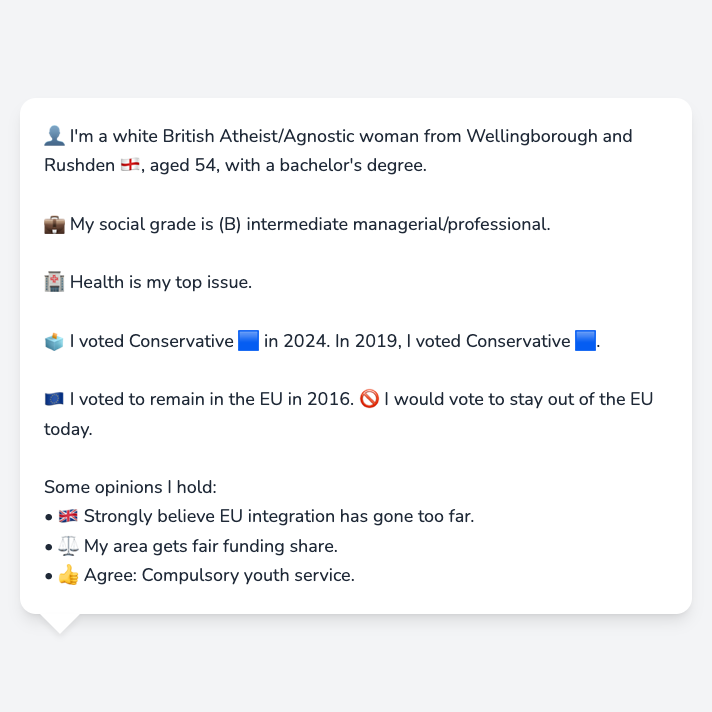 👤 I'm a white British Atheist/Agnostic woman from Wellingborough and
Rushden 🏴󠁧󠁢󠁥󠁮󠁧󠁿, aged 54, with a bachelor's degree.
💼 My social grade is (B) intermediate managerial/professional.
🏥 Health is my top issue.
🗳️ I voted Conservative 🟦 in 2024. In 2019, I voted Conservative 🟦.
🇪🇺 I voted to remain in the EU in 2016. 🚫 I would vote to stay out of the EU
today.
Some opinions I hold:
• 🇬🇧 Strongly believe EU integration has gone too far.
• ⚖️ My area gets fair funding share.
• 👍 Agree: Compulsory youth service.